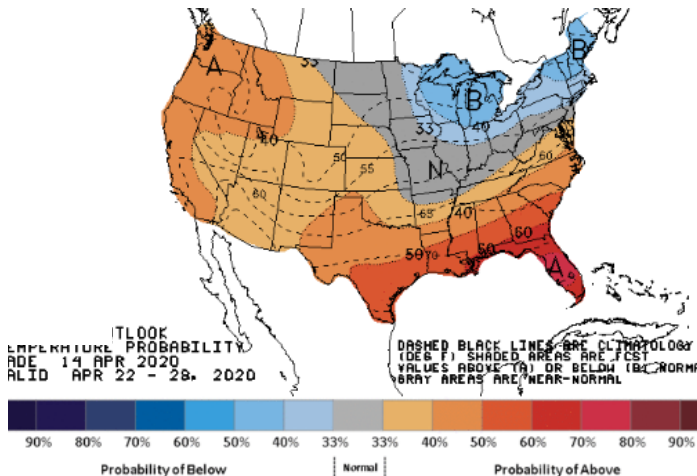 33
A
B
B
33
40
40
50
55
60
60
N
65
40
60
50
70
50
A
TLOOK
EMPERATURE PROBABILITY
ADE 14 APR 2020
ALID APR 22 - 28, 2020
DASHED BLACK LINES ARE CLIMATOLOGY
(DEG F) SHADED AREAS ARE FCST
VALUES ABOVE (A) OR BELOW (B) NORMA
GRAY AREAS ARE NEAR-NORMAL
90% 80% 70% 60% 50% 40% 33% 33% 40% 50% 60% 70% 80% 90%
Probability of Below Normal Probability of Above